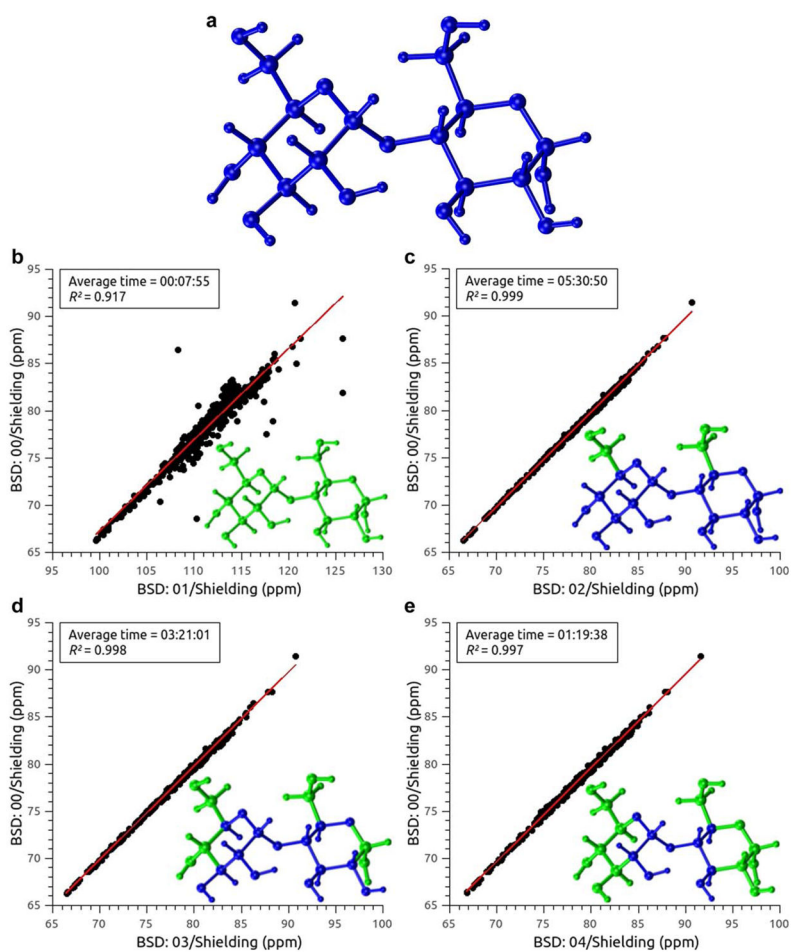 a
b
c
Average time = 00:07:55
R² = 0.917
Average time = 05:30:50
R² = 0.999
BSD: 00/Shielding (ppm)
95
90
85
80
75
70
65
100
105
110
115
120
125
130
BSD: 01/Shielding (ppm)
BSD: 00/Shielding (ppm)
95
90
85
80
75
70
65
65
70
75
80
85
90
95
100
BSD: 02/Shielding (ppm)
d
e
Average time = 03:21:01
R² = 0.998
Average time = 01:19:38
R² = 0.997
BSD: 00/Shielding (ppm)
95
90
85
80
75
70
65
65
70
75
80
85
90
95
100
BSD: 03/Shielding (ppm)
BSD: 00/Shielding (ppm)
95
90
85
80
75
70
65
65
70
75
80
85
90
95
100
BSD: 04/Shielding (ppm)